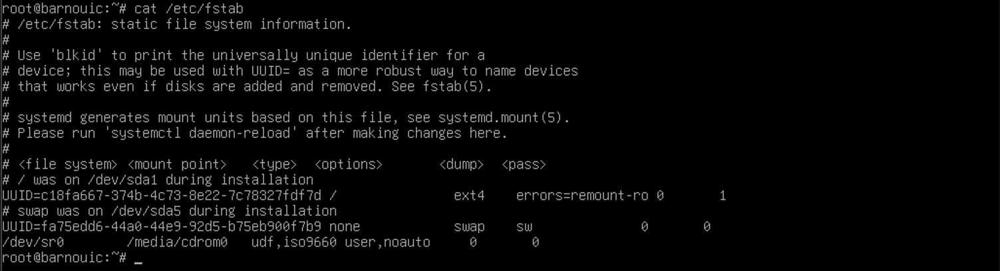 root@barnouic:~# cat /etc/fstab
# /etc/fstab: static file system information.
#
# Use 'blkid' to print the universally unique identifier for a
# device; this may be used with UUID= as a more robust way to name devices
# that works even if disks are added and removed. See fstab(5).
#
# systemd generates mount units based on this file, see systemd.mount(5).
# Please run 'systemctl daemon-reload' after making changes here.
#
# <file system> <mount point>   <type>  <options>       <dump>  <pass>
# / was on /dev/sda1 during installation
UUID=c18fa667-374b-4c73-8e22-7c78327fdf7d /               ext4    errors=remount-ro 0       1
# swap was on /dev/sda5 during installation
UUID=fa75edd6-44a0-44e9-92d5-b75eb900f7b9 none            swap    sw              0       0
/dev/sr0        /media/cdrom0   udf,iso9660 user,noauto     0       0
root@barnouic:~# _